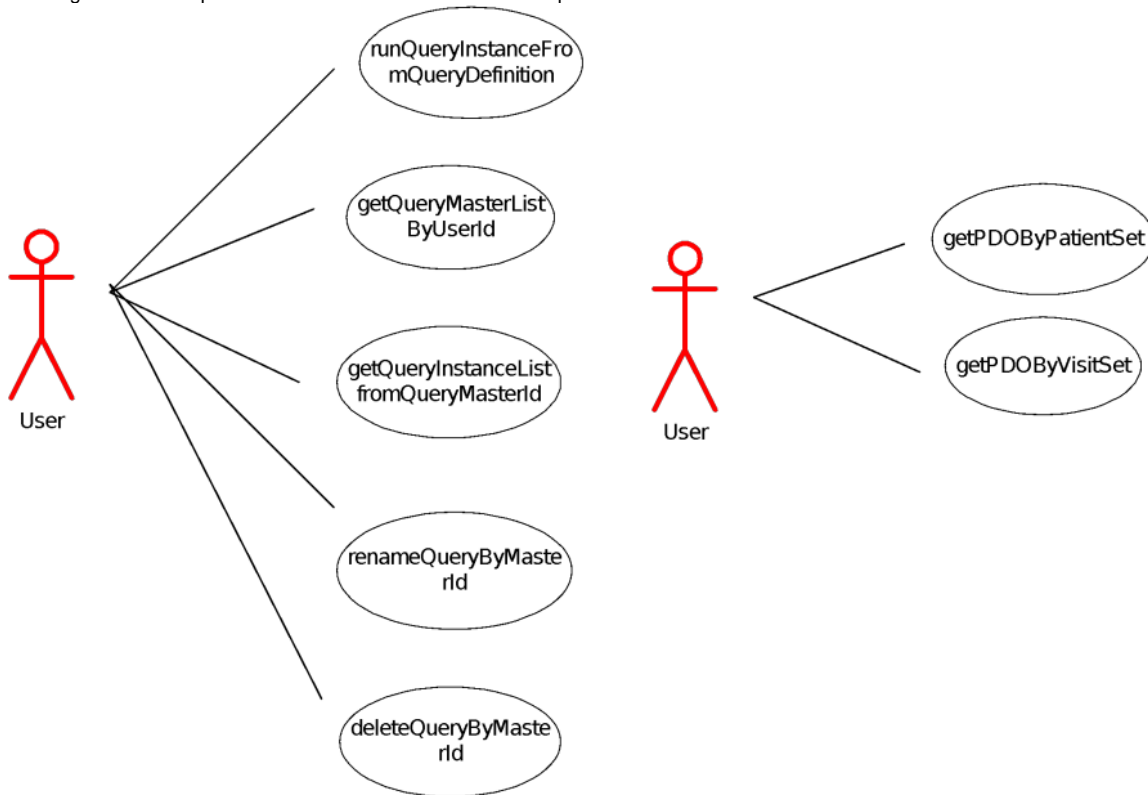 runQueryInstanceFro
mQueryDefinition
getQueryMasterList
ByUserId
getQueryInstanceList
fromQueryMasterId
renameQueryByMaste
rId
deleteQueryByMaste
rId
User
getPDOByPatientSet
getPDOByVisitSet
User